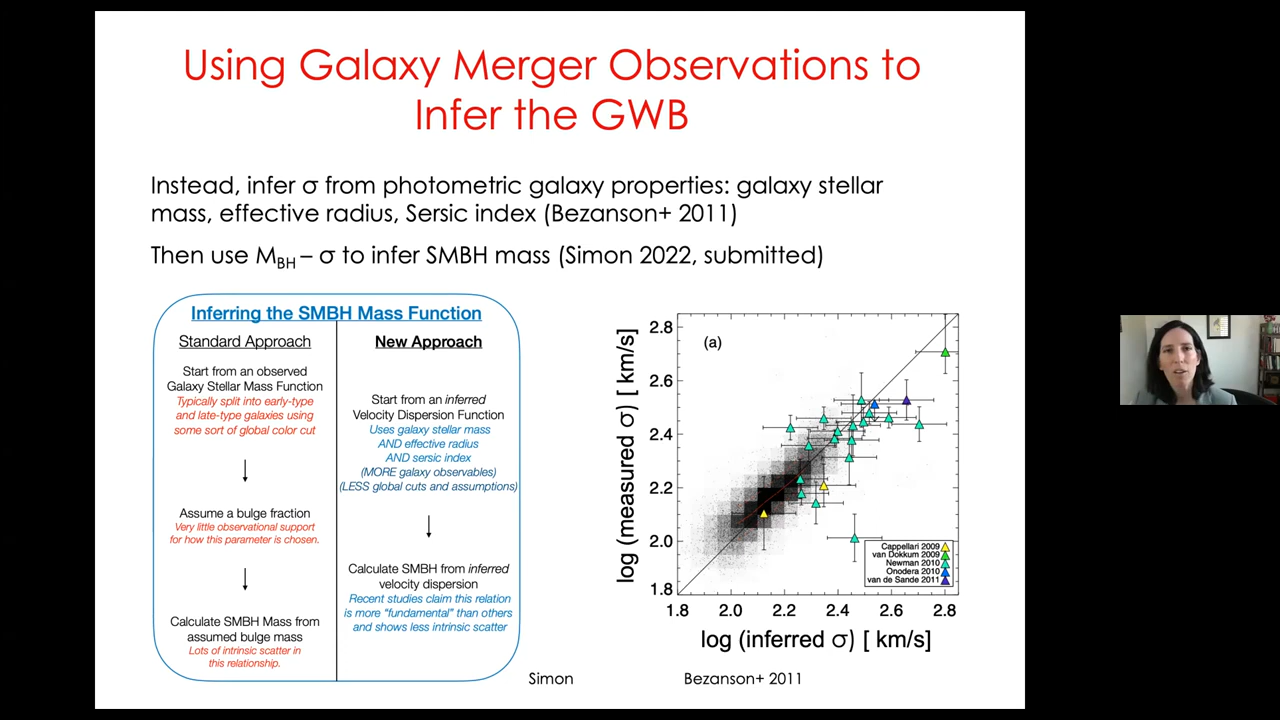 Using Galaxy Merger Observations to
Infer the GWB
Instead, infer σ from photometric galaxy properties: galaxy stellar
mass, effective radius, Sersic index (Bezanson+ 2011)
Then use MBH – σ to infer SMBH mass (Simon 2022, submitted)
Inferring the SMBH Mass Function
Standard Approach
Start from an observed
Galaxy Stellar Mass Function
Typically split into early-type
and late-type galaxies using
some sort of global color cut
Assume a bulge fraction
Very little observational support
for how this parameter is chosen.
Calculate SMBH Mass from
assumed bulge mass
Lots of intrinsic scatter in
this relationship.
New Approach
Start from an inferred
Velocity Dispersion Function
Uses galaxy stellar mass
AND effective radius
AND sersic index
(MORE galaxy observables)
(LESS global cuts and assumptions)
Calculate SMBH from inferred
velocity dispersion
Recent studies claim this relation
is more “fundamental” than others
and shows less intrinsic scatter
Simon
log (measured σ) [ km/s]
2.8
2.6
2.4
2.2
2.0
1.8
(a)
Cappellari 2009
van Dokkum 2009
Newman 2010
Onodera 2010
van de Sande 2011
1.8 2.0 2.2 2.4 2.6 2.8
log (inferred σ) [ km/s]
Bezanson+ 2011